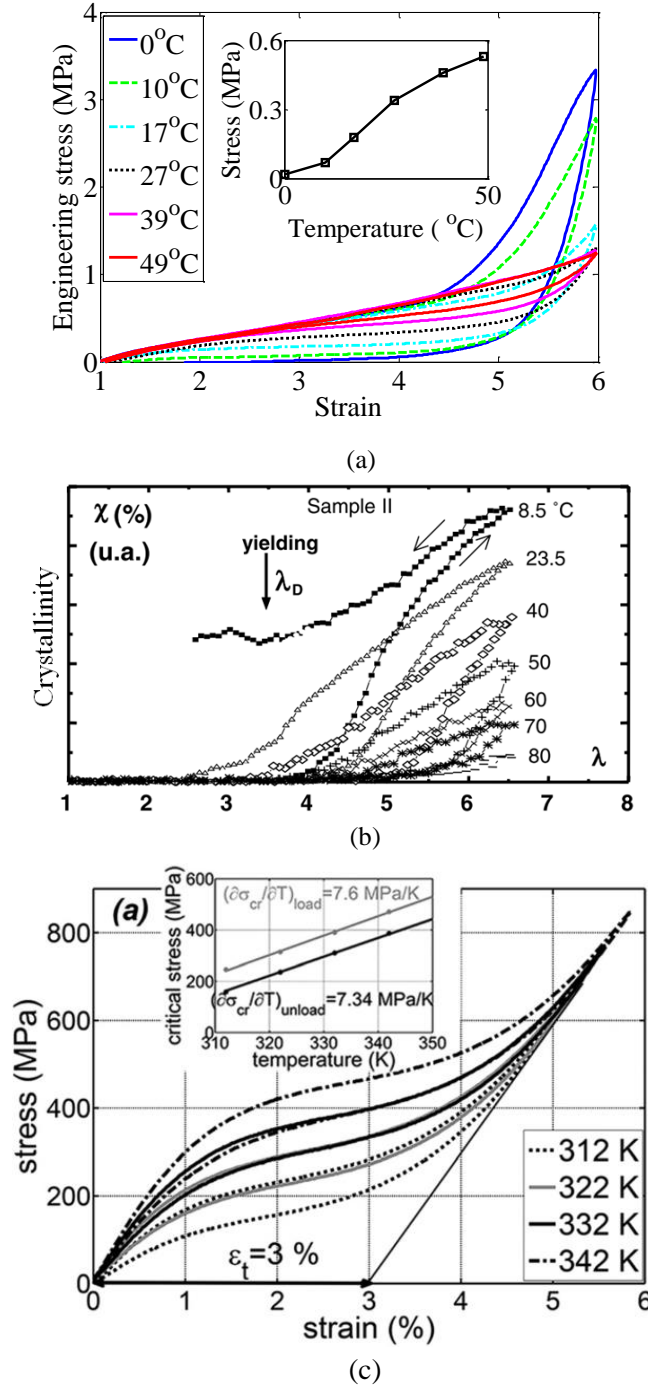 4
3
2
1
0
Engineering stress (MPa)
0°C
10°C
17°C
27°C
39°C
49°C
0.6
0.3
0
Stress (MPa)
0
50
Temperature ( °C)
1
2
3
4
5
6
Strain
(a)
χ (%)
(u.a.)
Sample II
yielding
λD
8.5 °C
23.5
40
50
60
70
80
λ
Crystallinity
1
2
3
4
5
6
7
8
(b)
(a)
600
400
200
0
critical stress (MPa)
(∂σcr/∂T)load=7.6 MPa/K
(∂σcr/∂T)unload=7.34 MPa/K
310
320
330
340
350
temperature (K)
800
600
400
200
0
stress (MPa)
312 K
322 K
332 K
342 K
εt=3 %
0
1
2
3
4
5
6
strain (%)
(c)